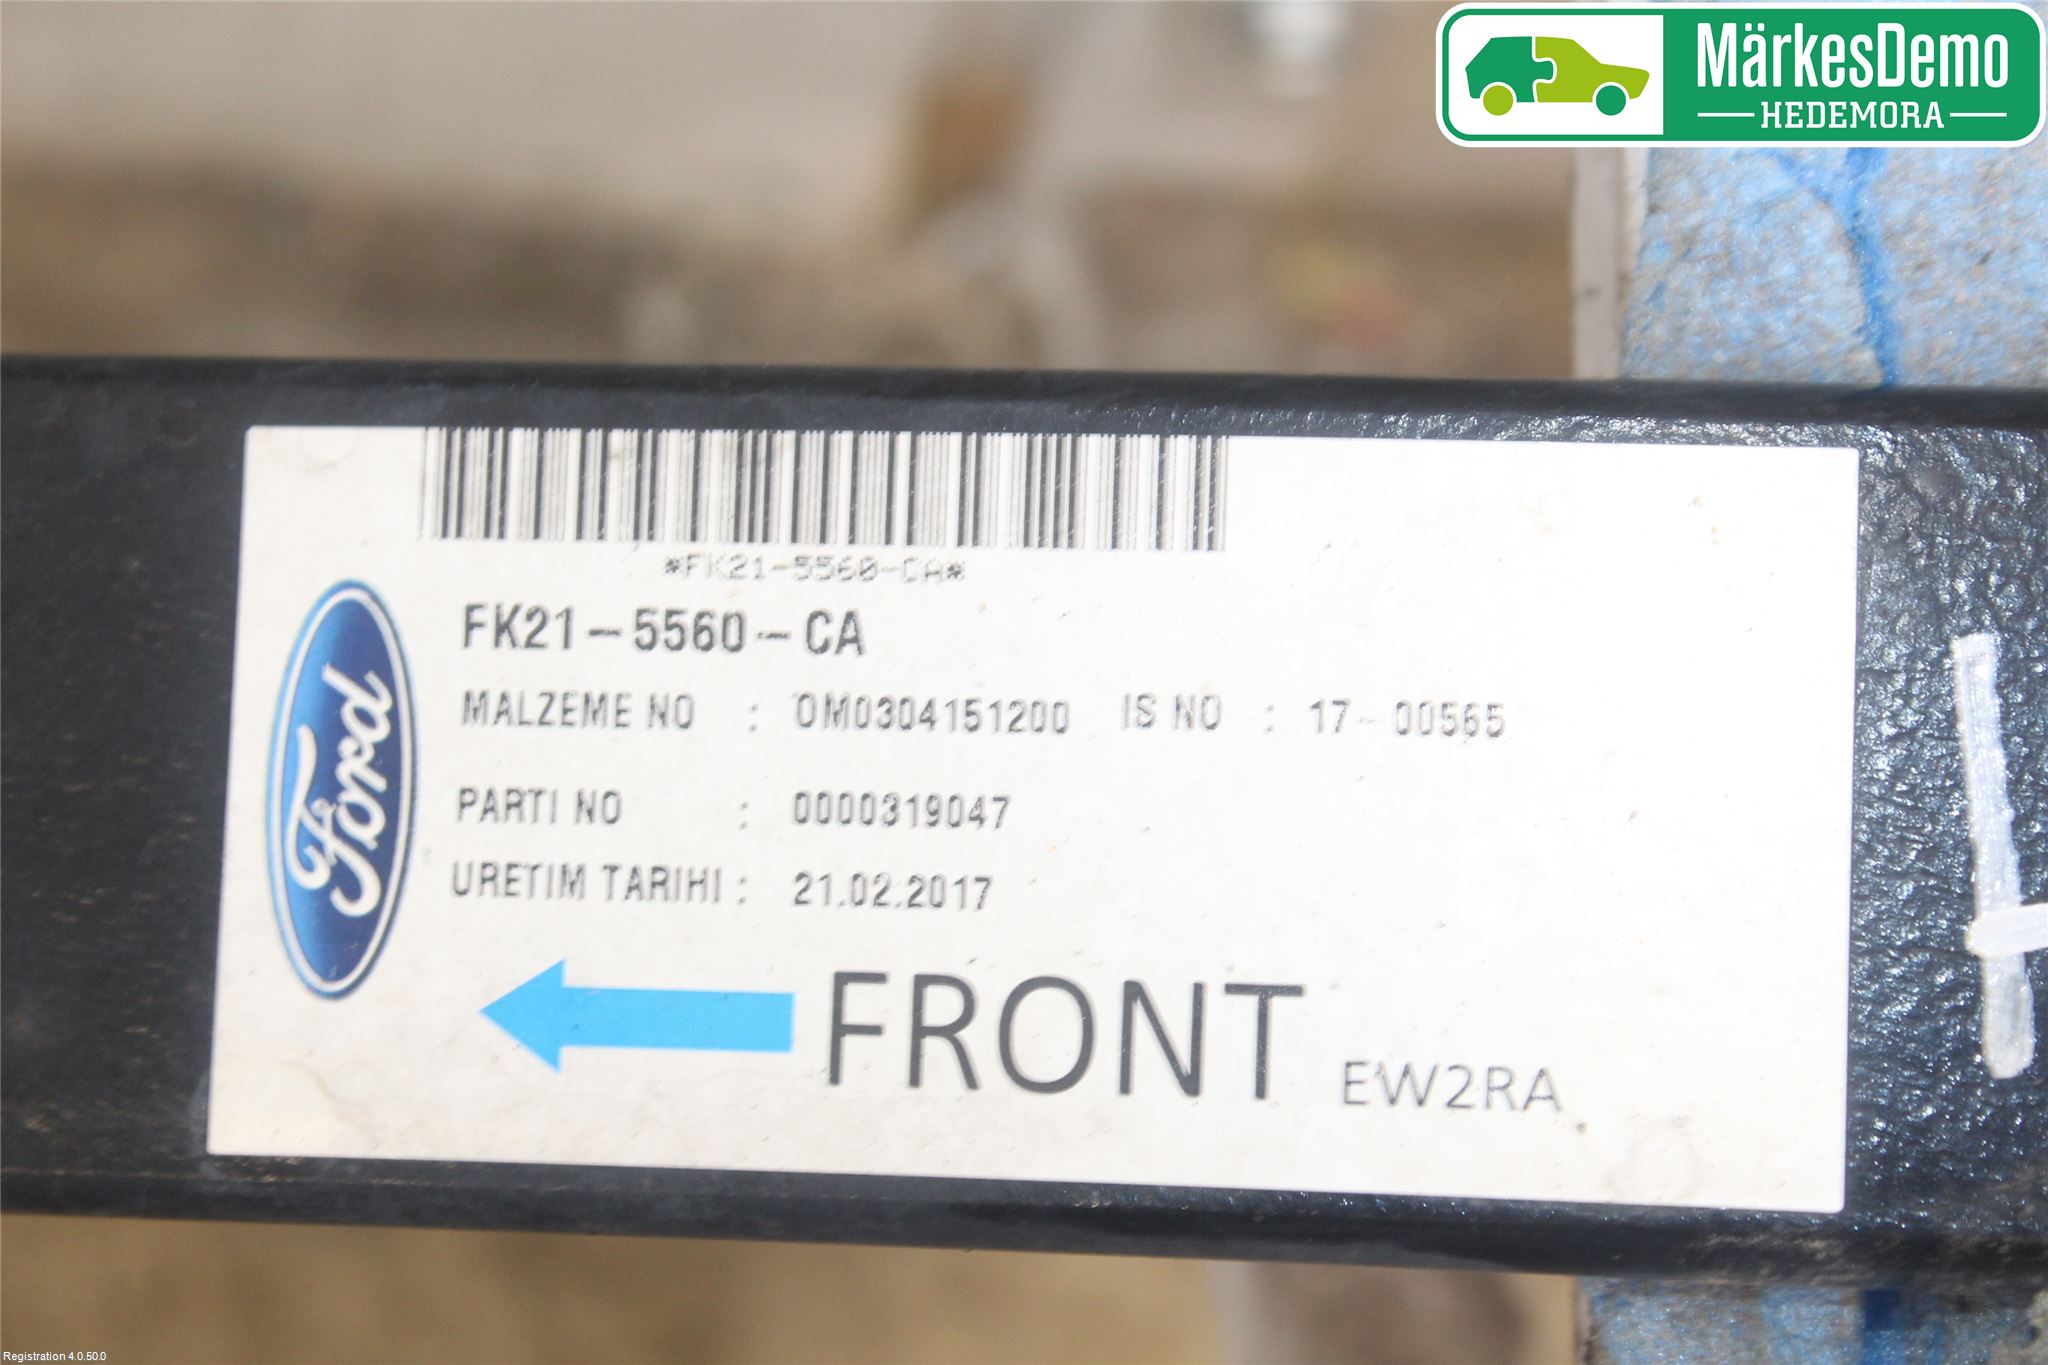 MärkesDemo
HEDEMORA
*FK21-5560-CA*
FK21-5560-CA
MALZEME NO : OM0304151200 IS NO : 17-00565
PARTI NO : 0000319047
URETIM TARIHI : 21.02.2017
Ford
FRONT EW2RA
Registration 4.0.50.0